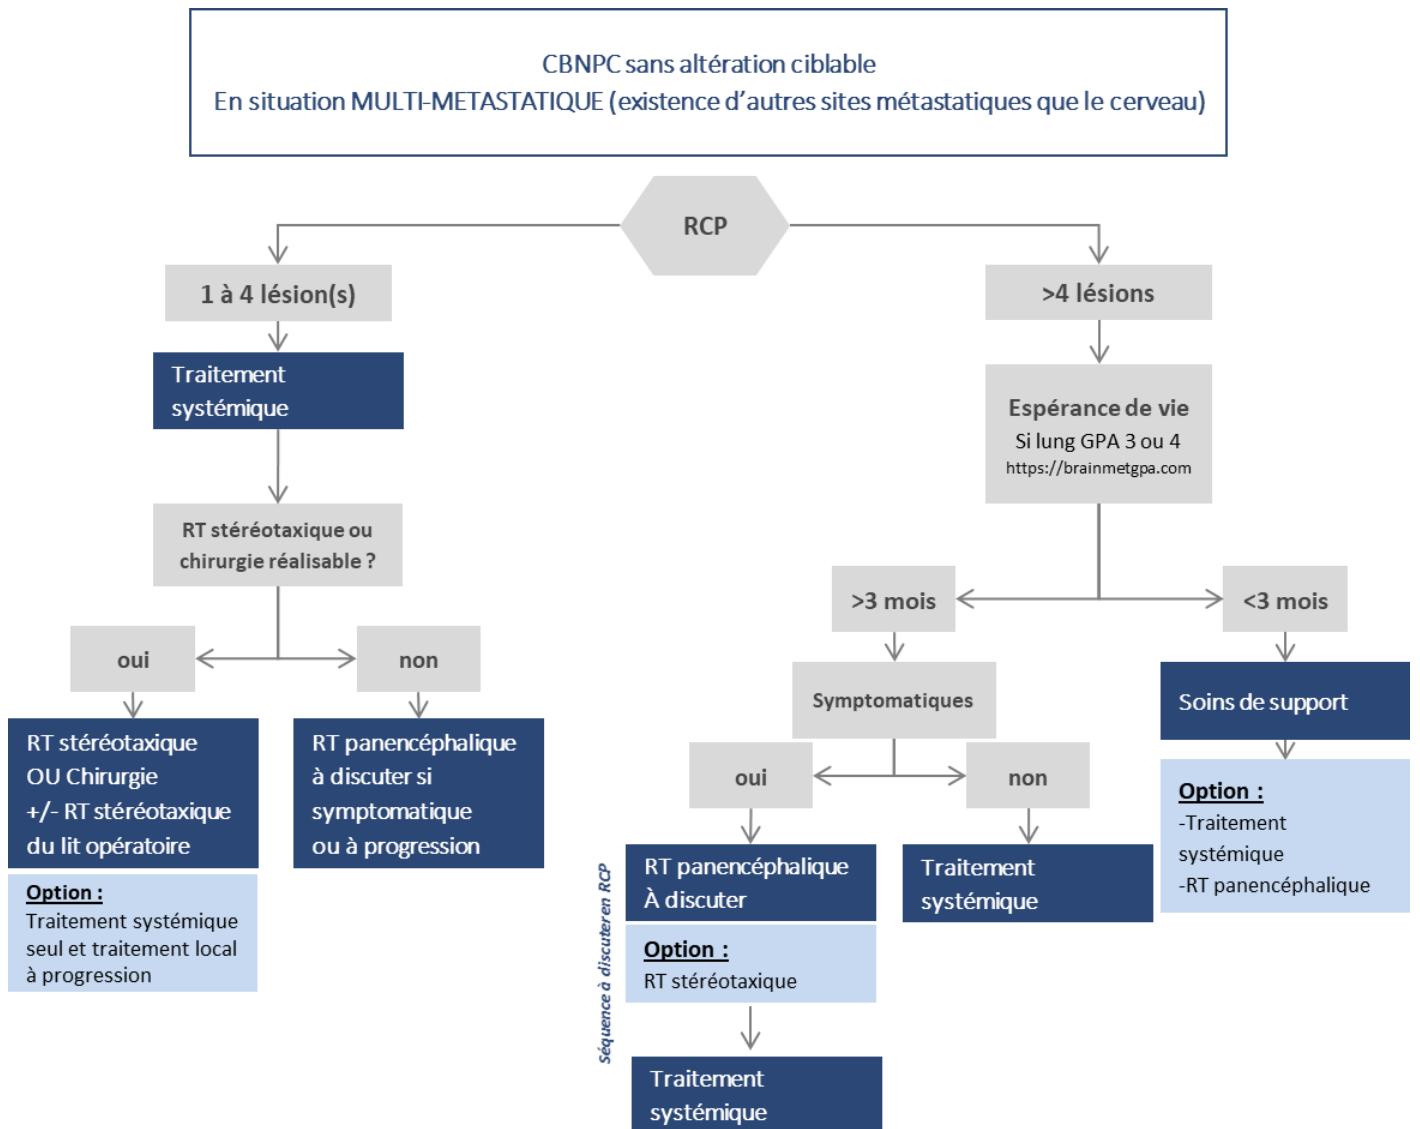 CBNPC sans altération ciblable
En situation MULTI-METASTATIQUE (existence d'autres sites métastatiques que le cerveau)
RCP
1 à 4 lésion(s)
Traitement
systémique
RT stéréotaxique ou
chirurgie réalisable ?
oui
non
RT stéréotaxique
OU Chirurgie
+/- RT stéréotaxique
du lit opératoire
Option :
Traitement systémique
seul et traitement local
à progression
RT panencéphalique
à discuter si
symptomatique
ou à progression
>4 lésions
Espérance de vie
Si lung GPA 3 ou 4
https://brainmetgpa.com
>3 mois
<3 mois
Symptomatiques
oui
non
Séquence à discuter en RCP
RT panencéphalique
À discuter
Option :
RT stéréotaxique
Traitement
systémique
Traitement
systémique
Soins de support
Option :
-Traitement
systémique
-RT panencéphalique